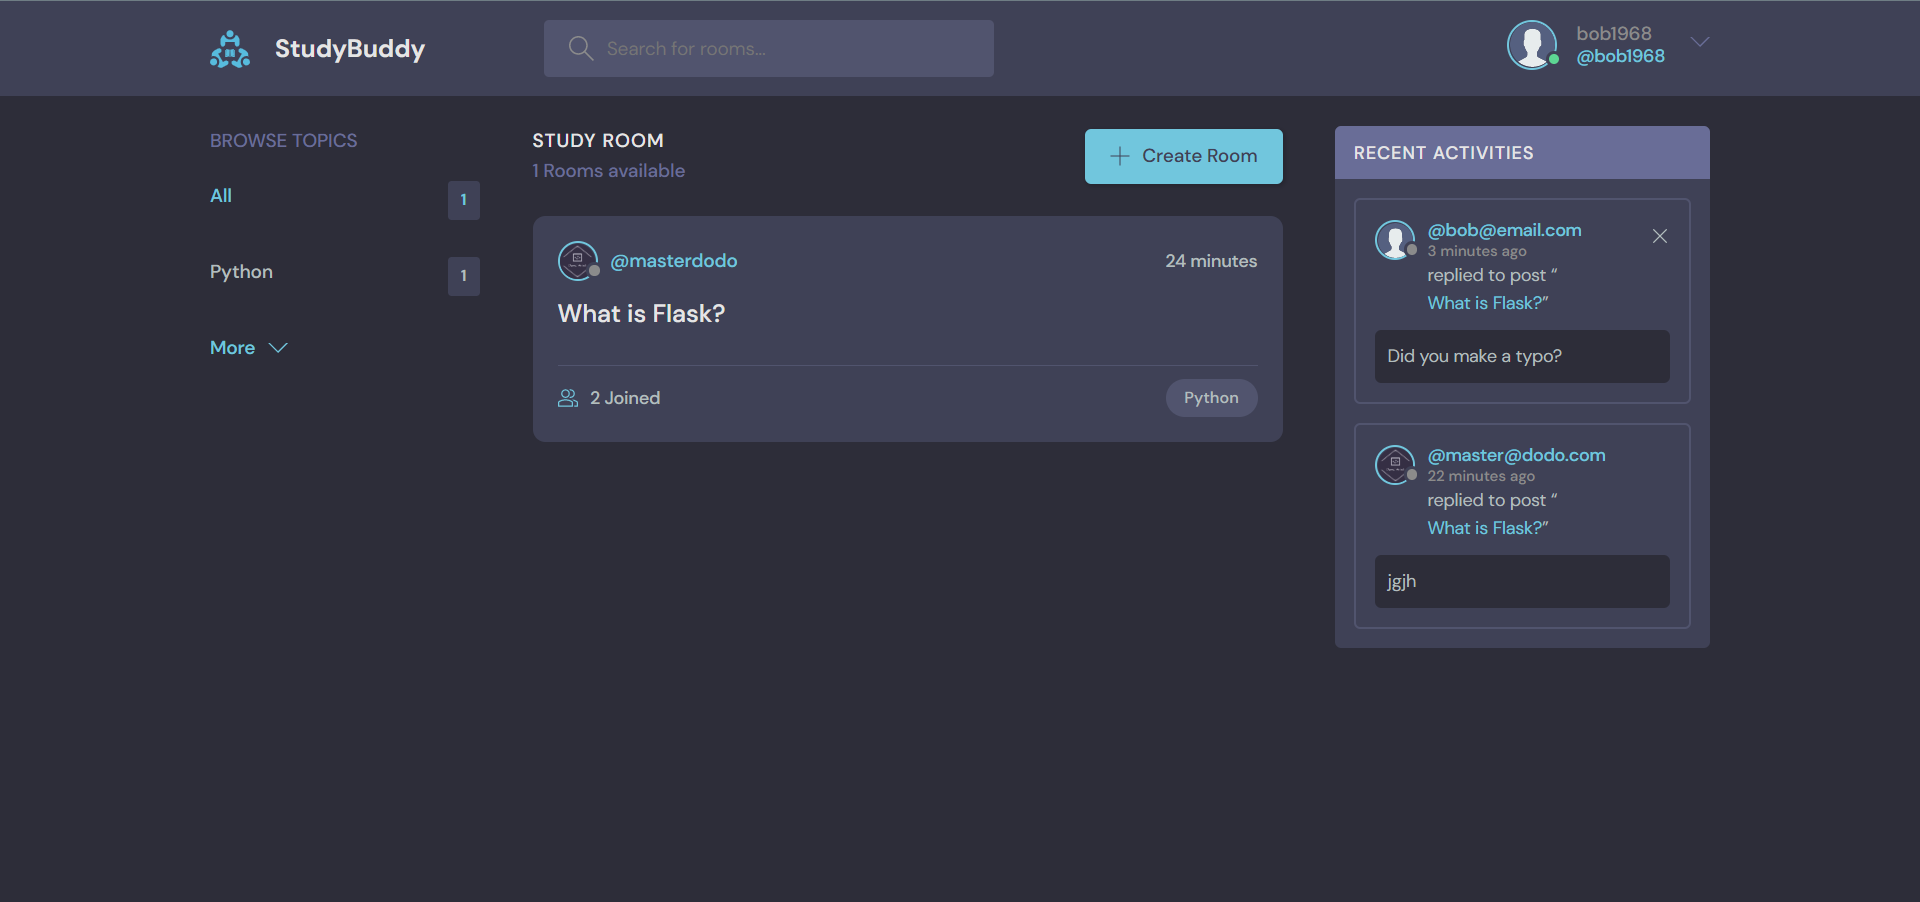 StudyBuddy
Search for rooms...
bob1968
@bob1968
BROWSE TOPICS
All 1
Python 1
More
STUDY ROOM
1 Rooms available
Create Room
@masterdodo
24 minutes
What is Flask?
2 Joined
Python
RECENT ACTIVITIES
@bob@email.com
3 minutes ago
replied to post “
What is Flask?”
Did you make a typo?
@master@dodo.com
22 minutes ago
replied to post “
What is Flask?”
jgjh